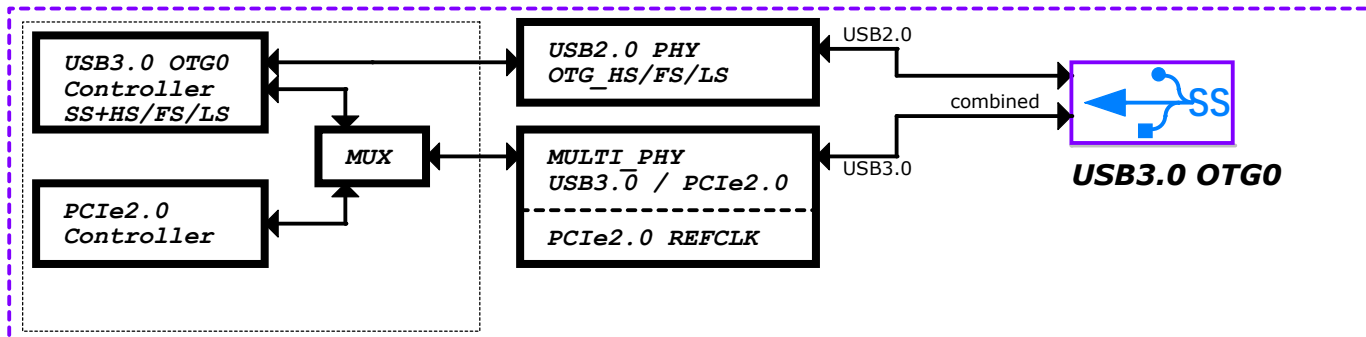 USB3.0 OTG0
Controller
SS+HS/FS/LS
MUX
PCIe2.0
Controller
USB2.0 PHY
OTG_HS/FS/LS
MULTI_PHY
USB3.0 / PCIe2.0
PCIe2.0 REFCLK
USB2.0
combined
USB3.0
SS
USB3.0 OTG0